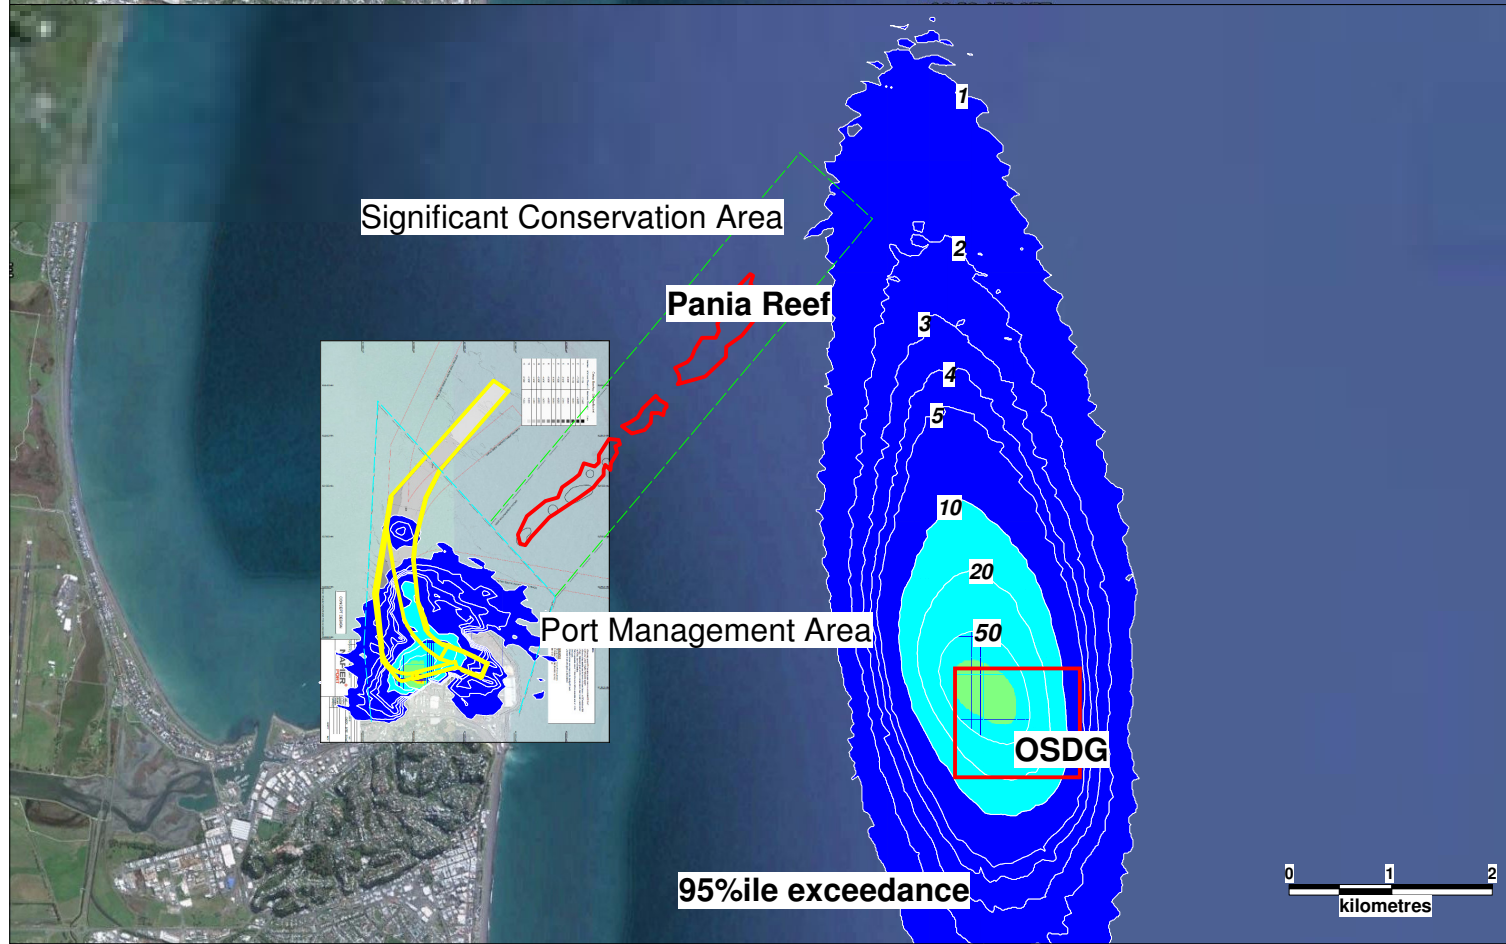 1
Significant Conservation Area
2
Pania Reef
3
4
5
10
20
Port Management Area
50
OSDG
95%ile exceedance
0 1 2
kilometres